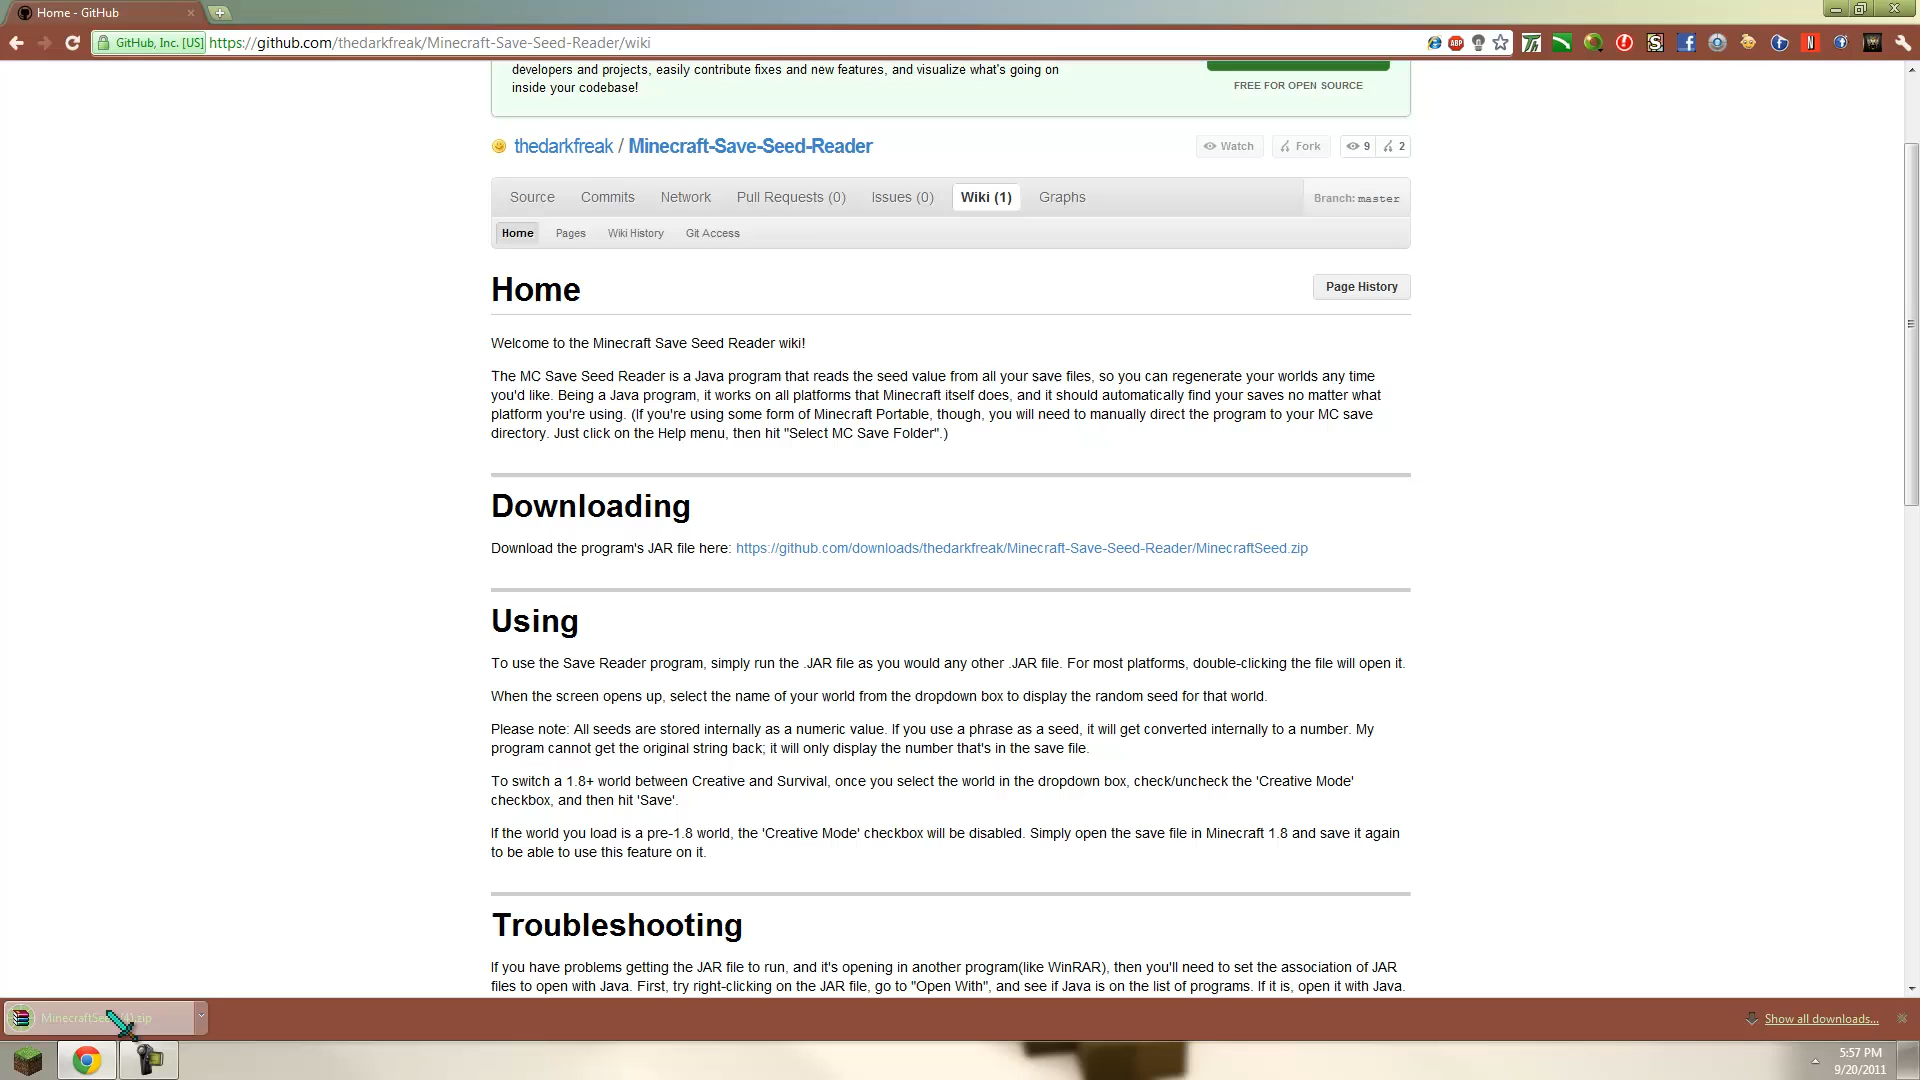 Home - GitHub
GitHub, Inc. [US] https://github.com/thedarkfreak/Minecraft-Save-Seed-Reader/wiki
developers and projects, easily contribute fixes and new features, and visualize what's going on
inside your codebase!
FREE FOR OPEN SOURCE
thedarkfreak / Minecraft-Save-Seed-Reader
Watch Fork 9 2
Source Commits Network Pull Requests (0) Issues (0) Wiki (1) Graphs Branch: master
Home Pages Wiki History Git Access
Home
Page History
Welcome to the Minecraft Save Seed Reader wiki!
The MC Save Seed Reader is a Java program that reads the seed value from all your save files, so you can regenerate your worlds any time
you'd like. Being a Java program, it works on all platforms that Minecraft itself does, and it should automatically find your saves no matter what
platform you're using. (If you're using some form of Minecraft Portable, though, you will need to manually direct the program to your MC save
directory. Just click on the Help menu, then hit "Select MC Save Folder".)
Downloading
Download the program's JAR file here: https://github.com/downloads/thedarkfreak/Minecraft-Save-Seed-Reader/MinecraftSeed.zip
Using
To use the Save Reader program, simply run the .JAR file as you would any other .JAR file. For most platforms, double-clicking the file will open it.
When the screen opens up, select the name of your world from the dropdown box to display the random seed for that world.
Please note: All seeds are stored internally as a numeric value. If you use a phrase as a seed, it will get converted internally to a number. My
program cannot get the original string back; it will only display the number that's in the save file.
To switch a 1.8+ world between Creative and Survival, once you select the world in the dropdown box, check/uncheck the 'Creative Mode'
checkbox, and then hit 'Save'.
If the world you load is a pre-1.8 world, the 'Creative Mode' checkbox will be disabled. Simply open the save file in Minecraft 1.8 and save it again
to be able to use this feature on it.
Troubleshooting
If you have problems getting the JAR file to run, and it's opening in another program(like WinRAR), then you'll need to set the association of JAR
files to open with Java. First, try right-clicking on the JAR file, go to "Open With", and see if Java is on the list of programs. If it is, open it with Java.
Show all downloads...
5:57 PM
9/20/2011